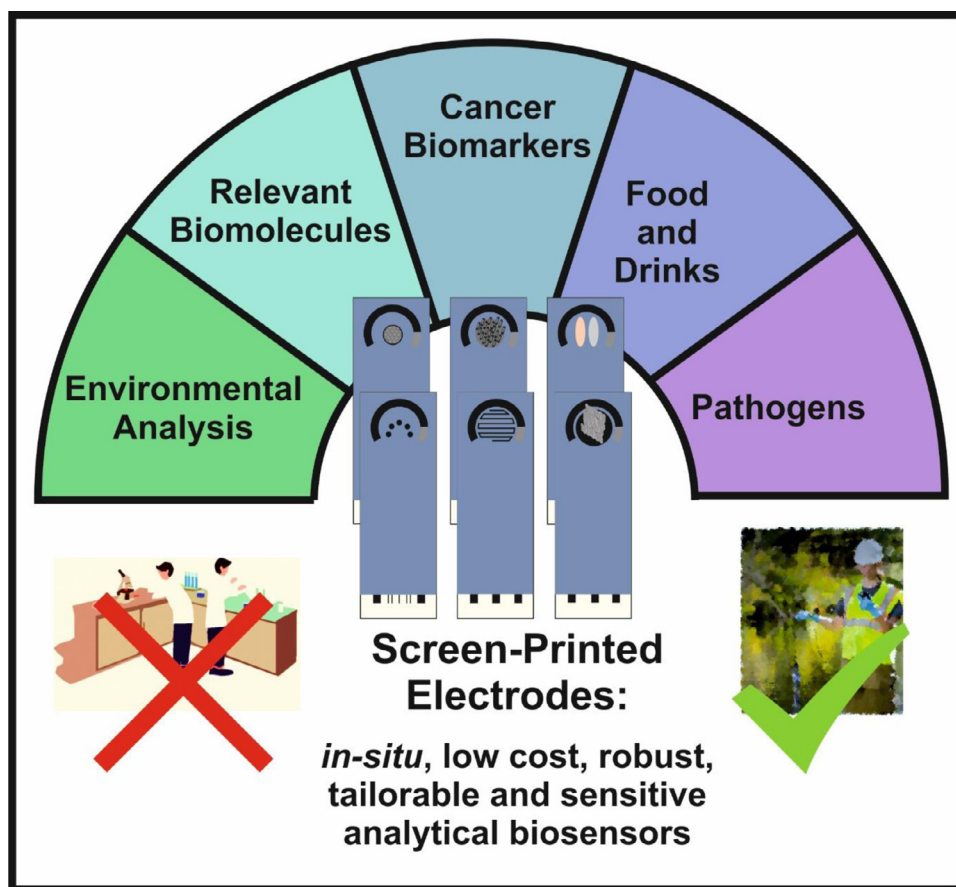 Cancer
Biomarkers
Relevant
Biomolecules
Food
and
Drinks
Environmental
Analysis
Pathogens
Screen-Printed
Electrodes:
in-situ, low cost, robust,
tailorable and sensitive
analytical biosensors